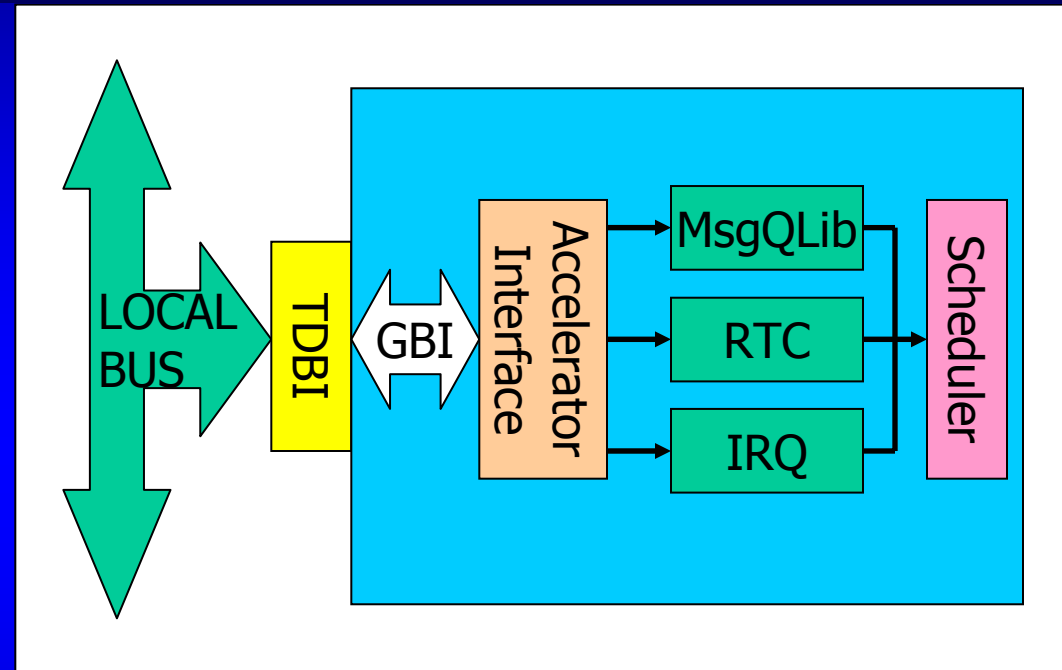 LOCAL
BUS
TDBI
GBI
Accelerator
Interface
MsgQLib
RTC
IRQ
Scheduler